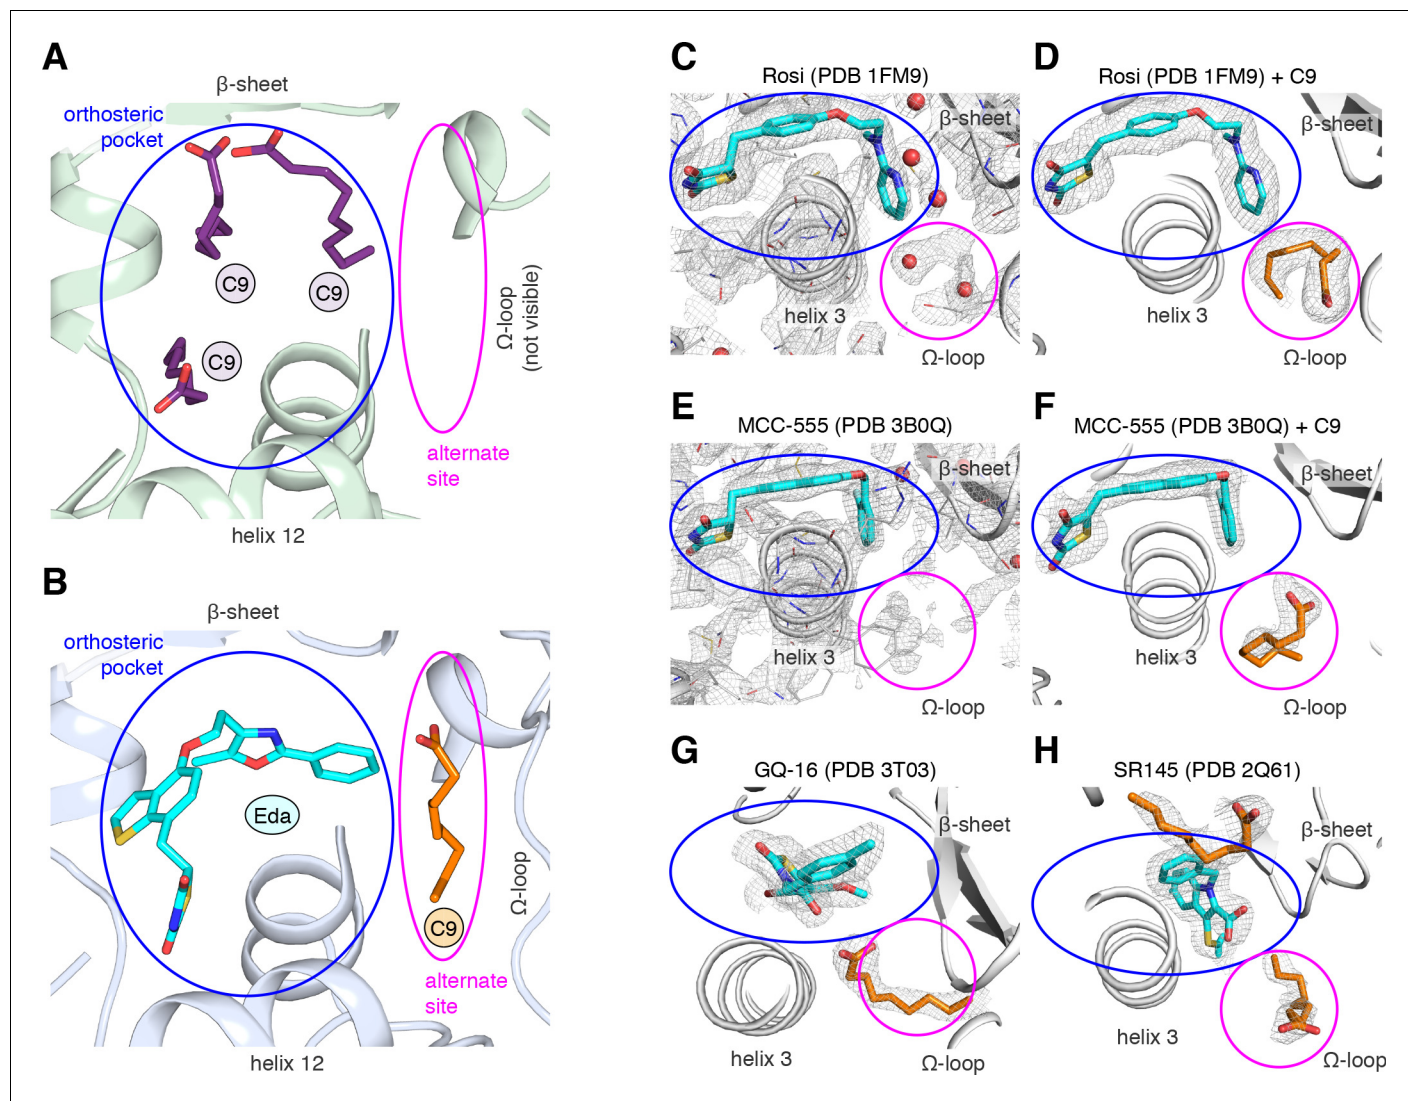 A
β-sheet
orthosteric
pocket
C9
C9
C9
Ω-loop
(not visible)
alternate
site
helix 12
B
β-sheet
orthosteric
pocket
Eda
C9
Ω-loop
alternate
site
helix 12
C
Rosi (PDB 1FM9)
β-sheet
helix 3
Ω-loop
D
Rosi (PDB 1FM9) + C9
β-sheet
helix 3
Ω-loop
E
MCC-555 (PDB 3B0Q)
β-sheet
helix 3
Ω-loop
F
MCC-555 (PDB 3B0Q) + C9
β-sheet
helix 3
Ω-loop
G
GQ-16 (PDB 3T03)
β-sheet
helix 3
Ω-loop
H
SR145 (PDB 2Q61)
β-sheet
helix 3
Ω-loop